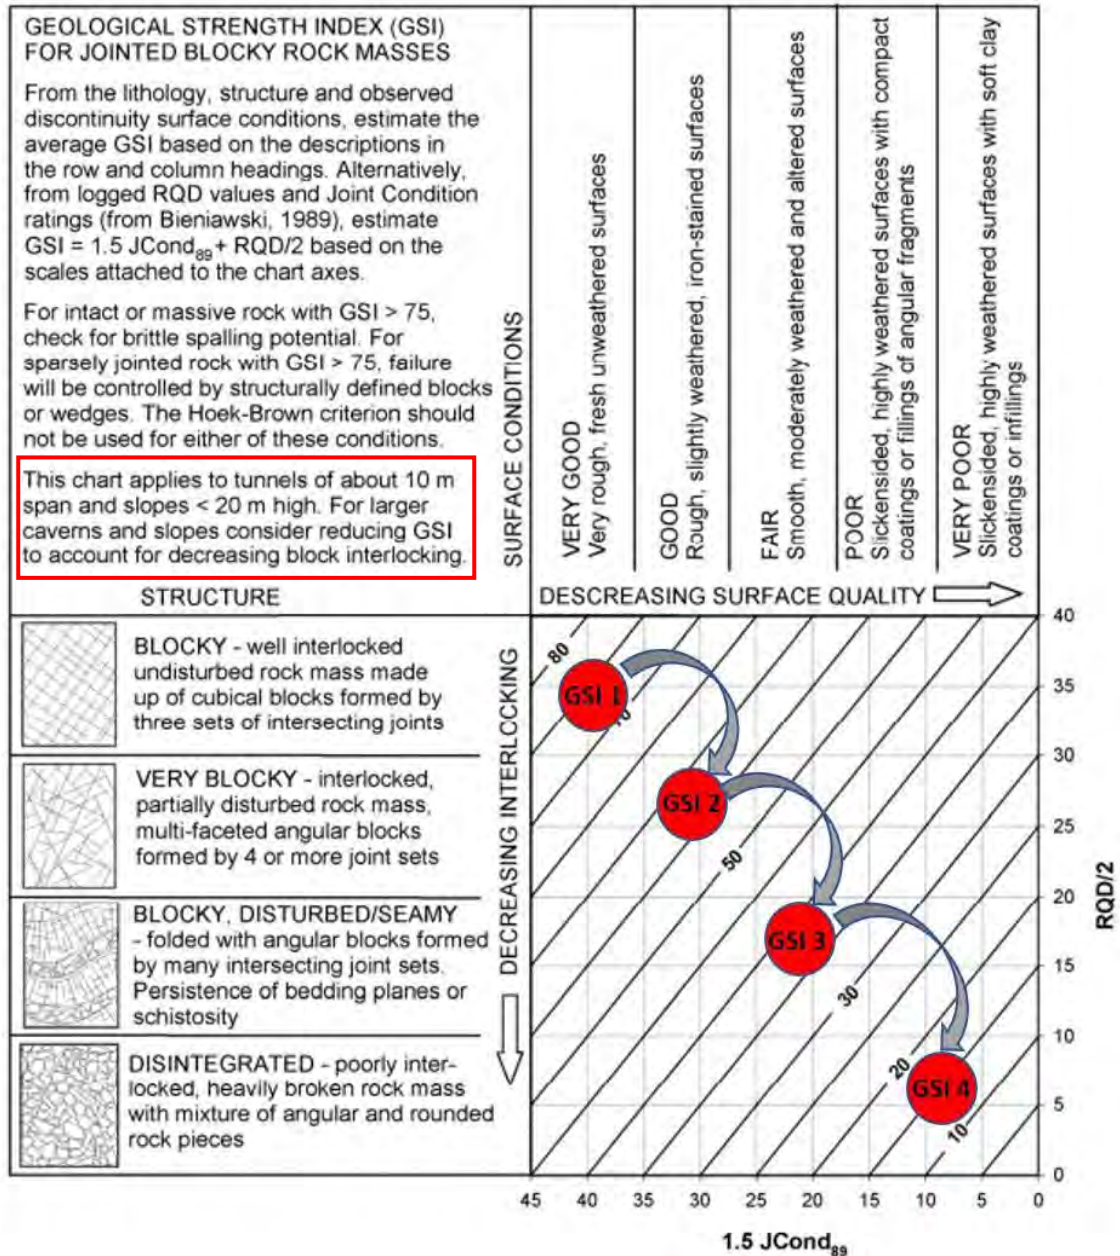 GEOLOGICAL STRENGTH INDEX (GSI)
FOR JOINTED BLOCKY ROCK MASSES
From the lithology, structure and observed
discontinuity surface conditions, estimate the
average GSI based on the descriptions in
the row and column headings. Alternatively,
from logged RQD values and Joint Condition
ratings (from Bieniawski, 1989), estimate
GSI = 1.5 JCond89 + RQD/2 based on the
scales attached to the chart axes.
For intact or massive rock with GSI > 75,
check for brittle spalling potential. For
sparsely jointed rock with GSI > 75, failure
will be controlled by structurally defined blocks
or wedges. The Hoek-Brown criterion should
not be used for either of these conditions.
This chart applies to tunnels of about 10 m
span and slopes < 20 m high. For larger
caverns and slopes consider reducing GSI
to account for decreasing block interlocking.
SURFACE CONDITIONS
VERY GOOD
Very rough, fresh unweathered surfaces
GOOD
Rough, slightly weathered, iron-stained surfaces
FAIR
Smooth, moderately weathered and altered surfaces
POOR
Slickensided, highly weathered surfaces with compact
coatings or fillings of angular fragments
VERY POOR
Slickensided, highly weathered surfaces with soft clay
coatings or infillings
STRUCTURE
DESCREASING SURFACE QUALITY
BLOCKY - well interlocked
undisturbed rock mass made
up of cubical blocks formed by
three sets of intersecting joints
VERY BLOCKY - interlocked,
partially disturbed rock mass,
multi-faceted angular blocks
formed by 4 or more joint sets
BLOCKY, DISTURBED/SEAMY
- folded with angular blocks formed
by many intersecting joint sets.
Persistence of bedding planes or
schistosity
DISINTEGRATED - poorly inter-
locked, heavily broken rock mass
with mixture of angular and rounded
rock pieces
DECREASING INTERLOCKING
80
GSI 1
GSI 2
50
GSI 3
30
20
GSI 4
10
40
35
30
25
20
15
10
5
0
RQD/2
45 40 35 30 25 20 15 10 5 0
1.5 JCond89